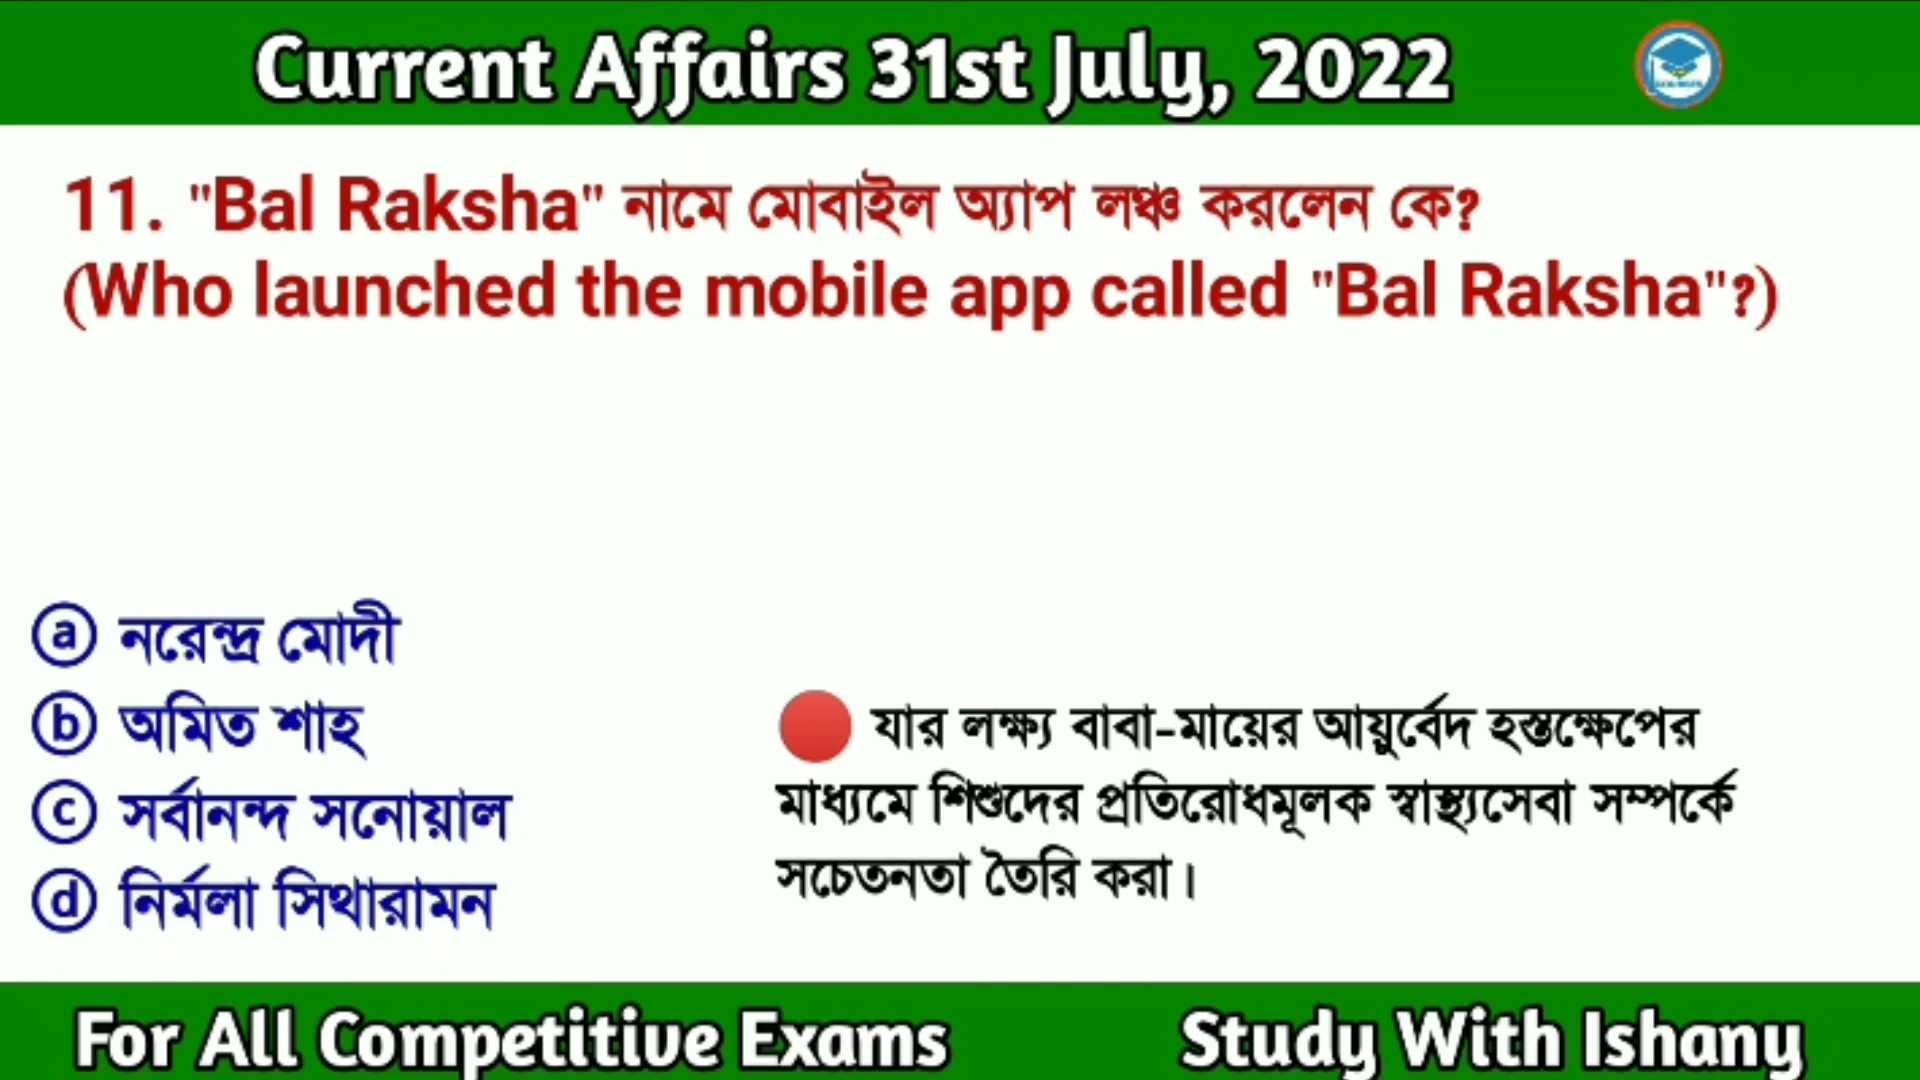 Current Affairs 31st July, 2022
11. "Bal Raksha" নামে মোবাইল অ্যাপ লঞ্চ করলেন কে?
(Who launched the mobile app called "Bal Raksha"?)
ⓐ নরেন্দ্র মোদী
ⓑ অমিত শাহ
ⓒ সর্বানন্দ সনোয়াল
ⓓ নির্মলা সিথারামন
যার লক্ষ্য বাবা-মায়ের আয়ুর্বেদ হস্তক্ষেপের
মাধ্যমে শিশুদের প্রতিরোধমূলক স্বাস্থ্যসেবা সম্পর্কে
সচেতনতা তৈরি করা।
For All Competitive Exams
Study With Ishany